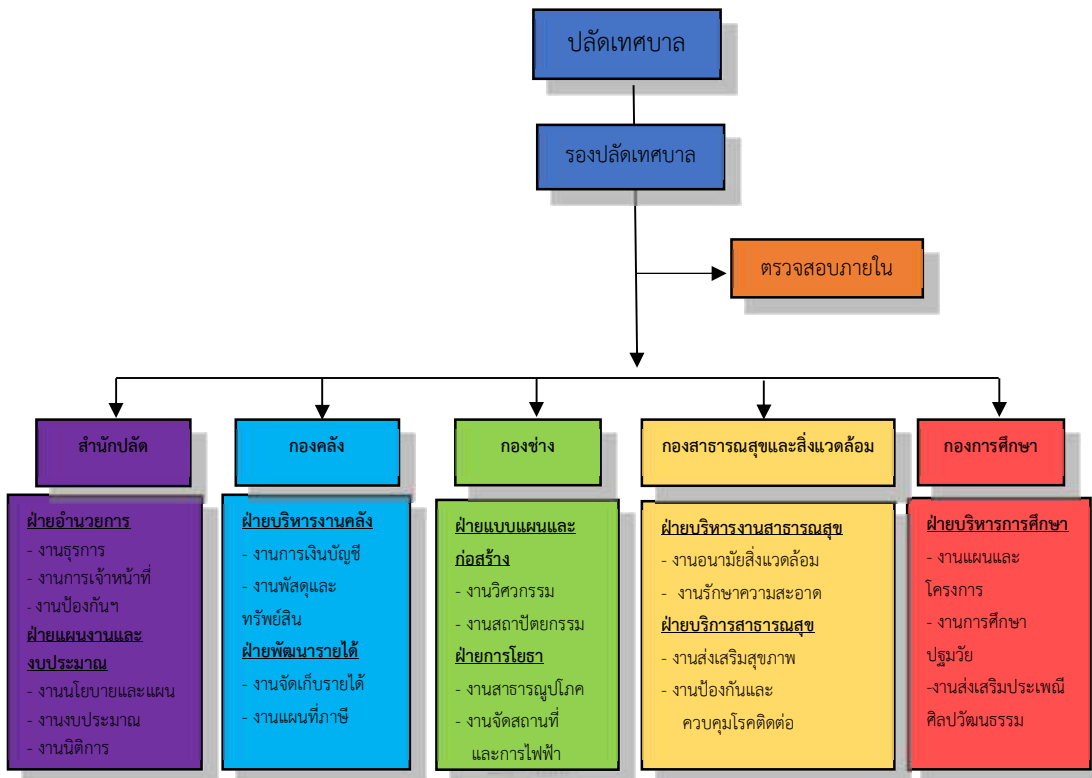 ปลัดเทศบาล
รองปลัดเทศบาล
ตรวจสอบภายใน
สำนักปลัด
ฝ่ายอำนวยการ
- งานธุรการ
- งานการเจ้าหน้าที่
- งานป้องกันฯ
ฝ่ายแผนงานและ
งบประมาณ
- งานนโยบายและแผน
- งานงบประมาณ
- งานนิติการ
กองคลัง
ฝ่ายบริหารงานคลัง
- งานการเงินบัญชี
- งานพัสดุและ
ทรัพย์สิน
ฝ่ายพัฒนารายได้
- งานจัดเก็บรายได้
- งานแผนที่ภาษี
กองช่าง
ฝ่ายแบบแผนและ
ก่อสร้าง
- งานวิศวกรรม
- งานสถาปัตยกรรม
ฝ่ายการโยธา
- งานสาธารณูปโภค
- งานจัดสถานที่
และการไฟฟ้า
กองสาธารณสุขและสิ่งแวดล้อม
ฝ่ายบริหารงานสาธารณสุข
- งานอนามัยสิ่งแวดล้อม
- งานรักษาความสะอาด
ฝ่ายบริการสาธารณสุข
- งานส่งเสริมสุขภาพ
- งานป้องกันและ
ควบคุมโรคติดต่อ
กองการศึกษา
ฝ่ายบริหารการศึกษา
- งานแผนและ
โครงการ
- งานการศึกษา
ปฐมวัย
-งานส่งเสริมประเพณี
ศิลปวัฒนธรรม